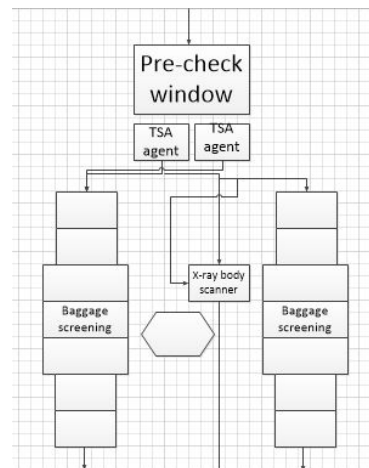 Pre-check
window
TSA
agent
TSA
agent
X-ray body
scanner
Baggage
screening
Baggage
screening